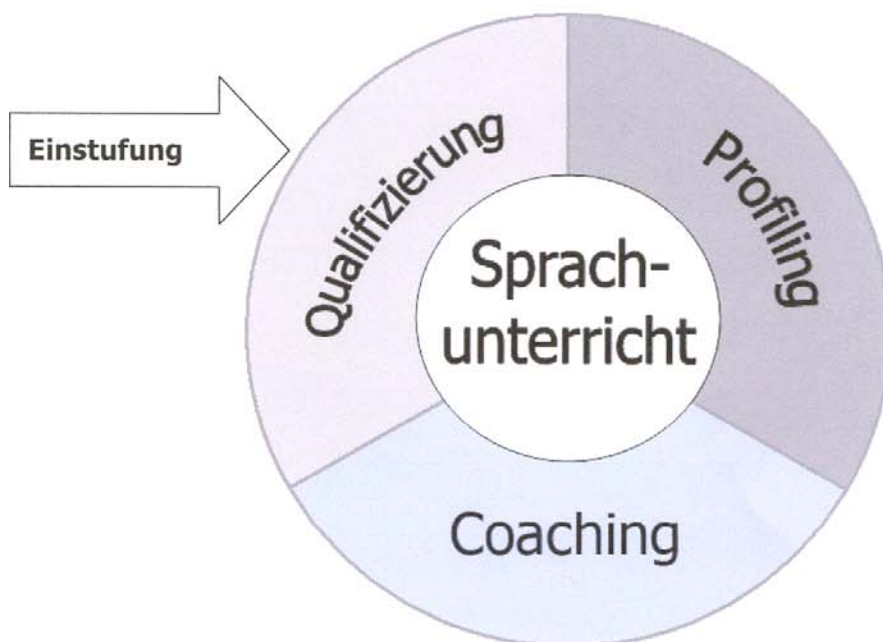 Einstufung
Qualifizierung
Profiling
Sprach-
unterricht
Coaching